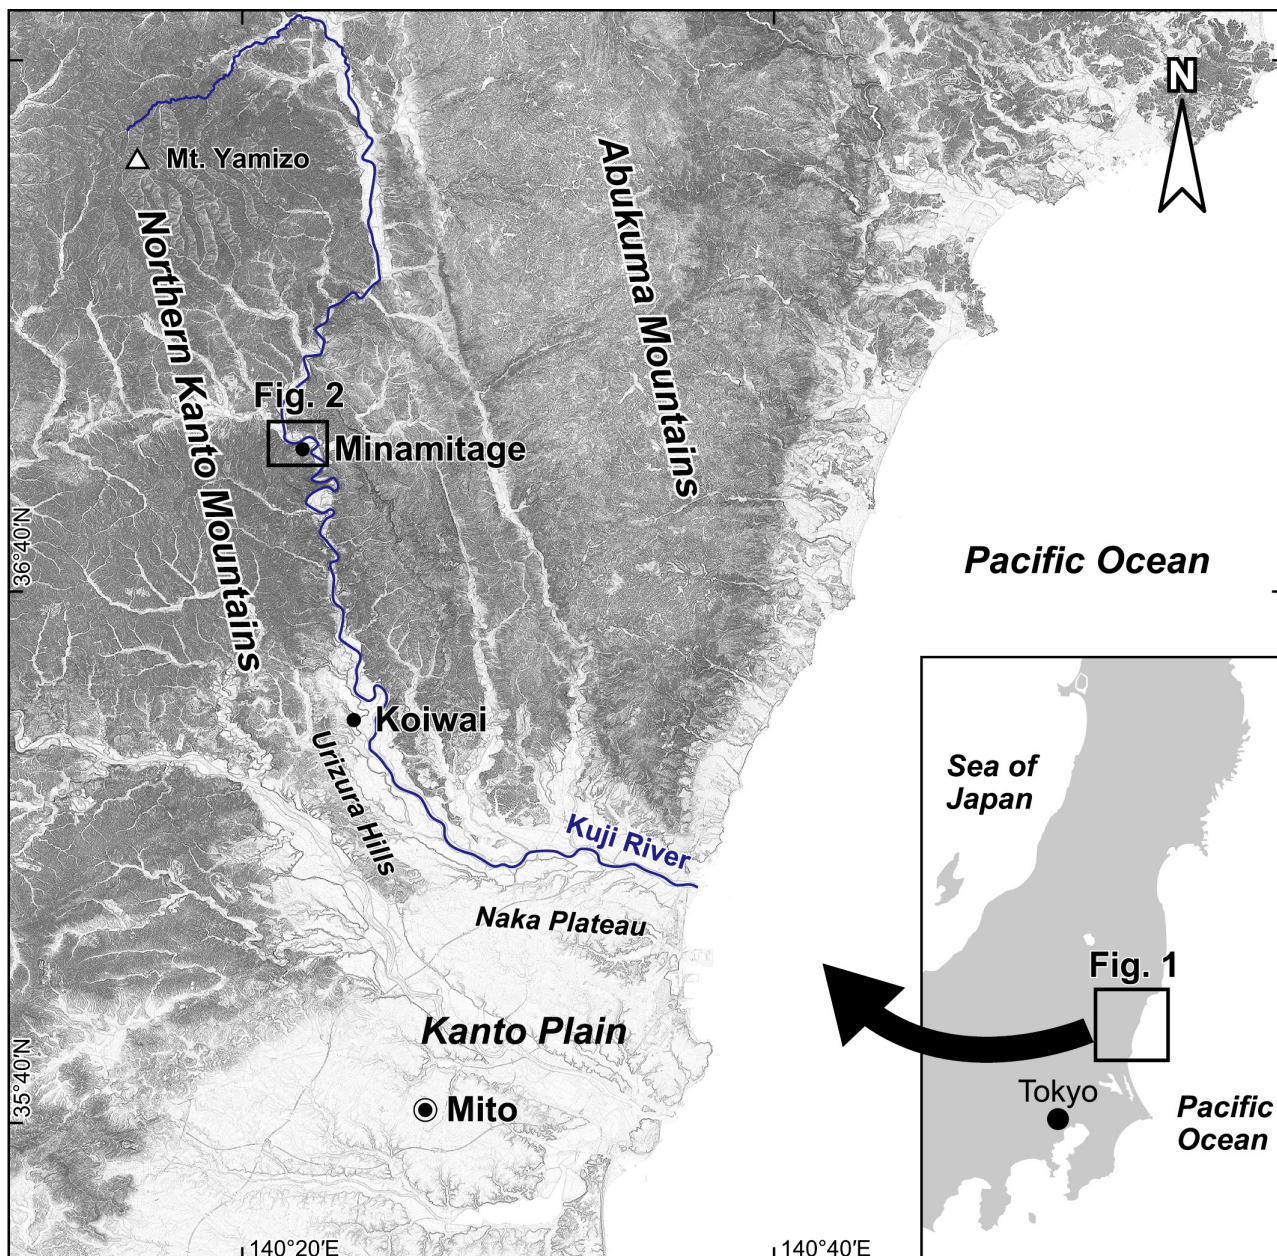 N
Mt. Yamizo
Northern Kanto Mountains
Abukuma Mountains
Fig. 2
Minamitage
36°40′N
Pacific Ocean
Koiwai
Urizura Hills
Kuji River
Naka Plateau
Kanto Plain
Mito
35°40′N
140°20′E
140°40′E
Sea of
Japan
Fig. 1
Tokyo
Pacific
Ocean